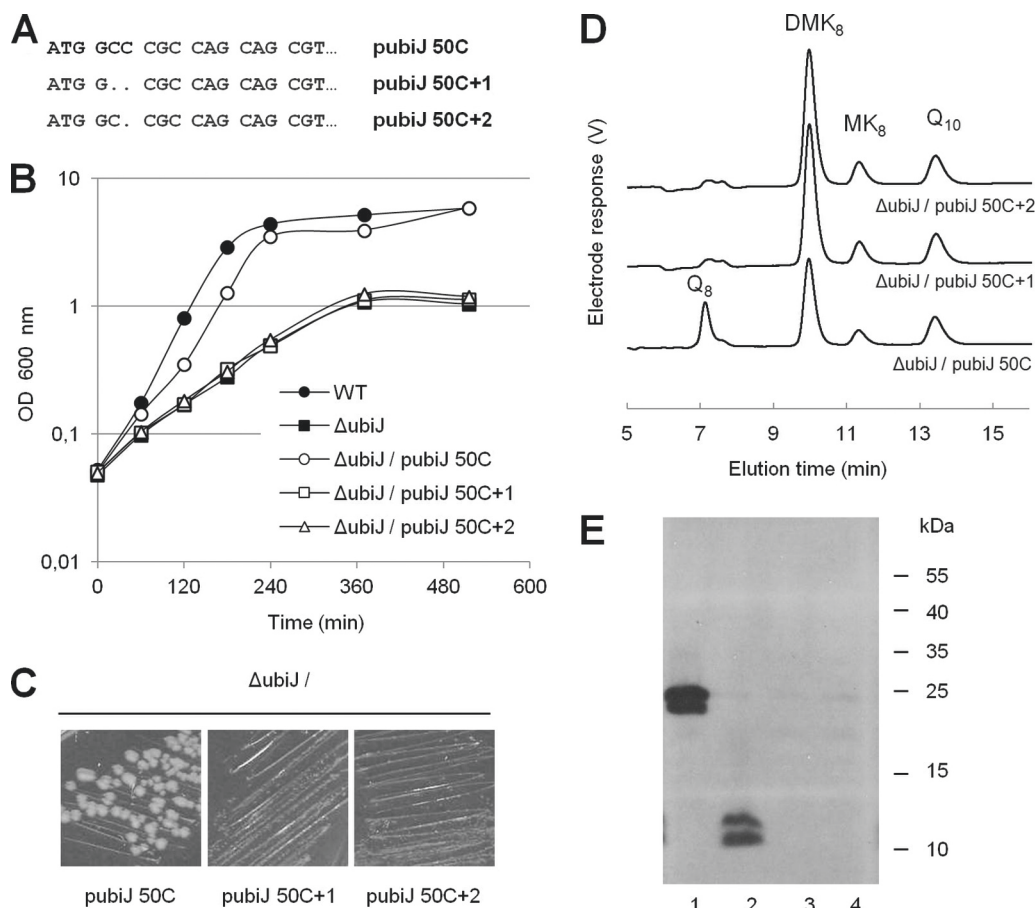 A
ATG GCC CGC CAG CAG CGT... pubiJ 50C
ATG G.. CGC CAG CAG CGT... pubiJ 50C+1
ATG GC. CGC CAG CAG CGT... pubiJ 50C+2
B
OD 600 nm
10
1
0,1
0,01
0 120 240 360 480 600
Time (min)
WT
ΔubiJ
ΔubiJ / pubiJ 50C
ΔubiJ / pubiJ 50C+1
ΔubiJ / pubiJ 50C+2
C
ΔubiJ /
pubiJ 50C pubiJ 50C+1 pubiJ 50C+2
D
Electrode response (V)
DMK₈
MK₈ Q₁₀
ΔubiJ / pubiJ 50C+2
ΔubiJ / pubiJ 50C+1
Q₈
ΔubiJ / pubiJ 50C
5 7 9 11 13 15
Elution time (min)
E
kDa
55
40
35
25
15
10
1 2 3 4